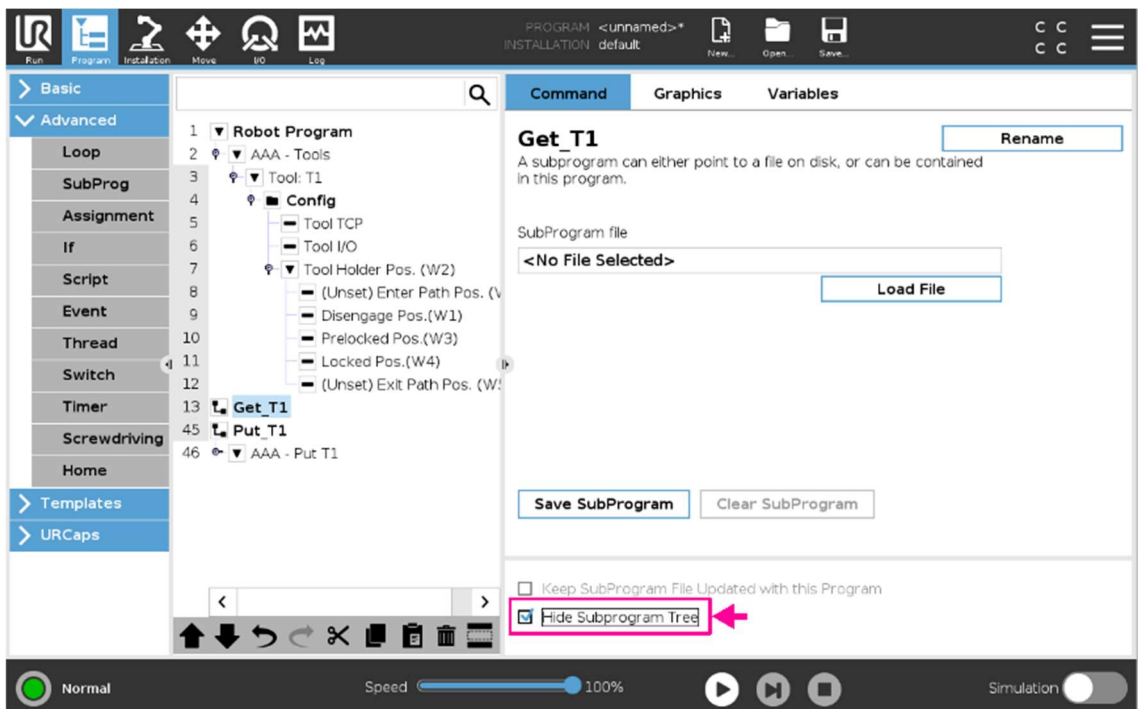 PROGRAM <unnamed>*
INSTALLATION default
UR
Run
Program
Installation
Move
I/O
Log
New...
Open...
Save...
C C
C C
Basic
Advanced
Loop
SubProg
Assignment
If
Script
Event
Thread
Switch
Timer
Screwdriving
Home
Templates
URCaps
1 Robot Program
2 AAA - Tools
3 Tool: T1
4 Config
5 Tool TCP
6 Tool I/O
7 Tool Holder Pos. (W2)
8 (Unset) Enter Path Pos. (
9 Disengage Pos.(W1)
10 Prelocked Pos.(W3)
11 Locked Pos.(W4)
12 (Unset) Exit Path Pos. (W
13 Get_T1
45 Put_T1
46 AAA - Put T1
Command Graphics Variables
Get_T1
Rename
A subprogram can either point to a file on disk, or can be contained
in this program.
SubProgram file
<No File Selected>
Load File
Save SubProgram Clear SubProgram
Keep SubProgram File Updated with this Program
Hide Subprogram Tree
Normal
Speed 100%
Simulation